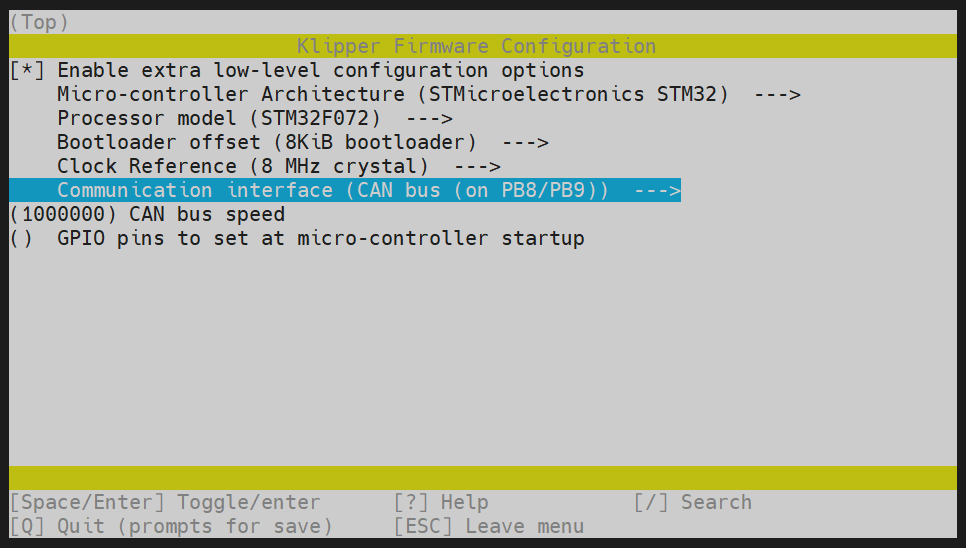 (Top)
Klipper Firmware Configuration
[*] Enable extra low-level configuration options
Micro-controller Architecture (STMicroelectronics STM32)  --->
Processor model (STM32F072)  --->
Bootloader offset (8KiB bootloader)  --->
Clock Reference (8 MHz crystal)  --->
Communication interface (CAN bus (on PB8/PB9))  --->
(1000000) CAN bus speed
()  GPIO pins to set at micro-controller startup
[Space/Enter] Toggle/enter      [?] Help            [/] Search
[Q] Quit (prompts for save)     [ESC] Leave menu